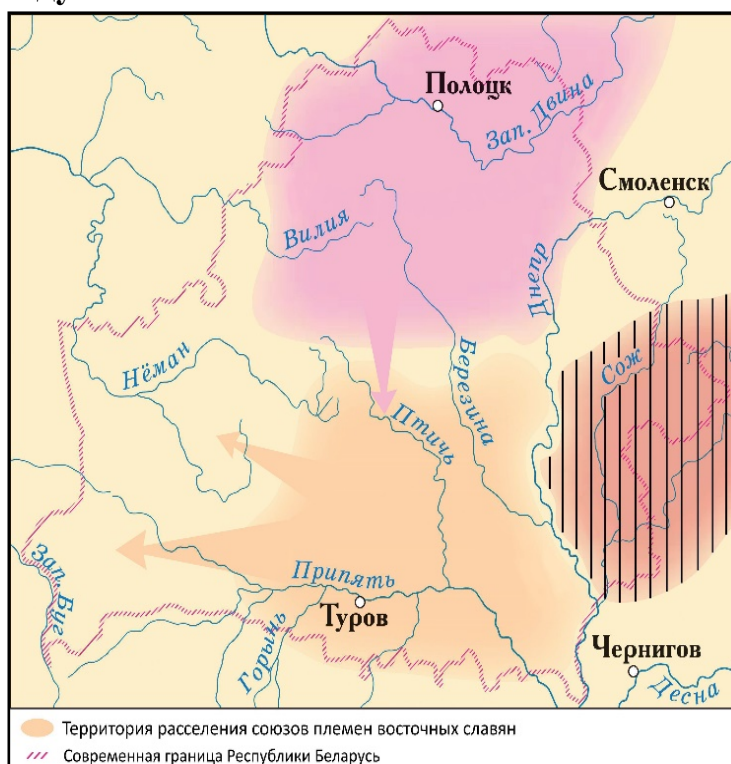 Полоцк
Зап. Двина
Смоленск
Вилия
Днепр
Нёман
Березина
Сож
Птичь
Зап. Буг
Припять
Туров
Горынь
Чернигов
Десна
Территория расселения союзов племен восточных славян
Современная граница Республики Беларусь